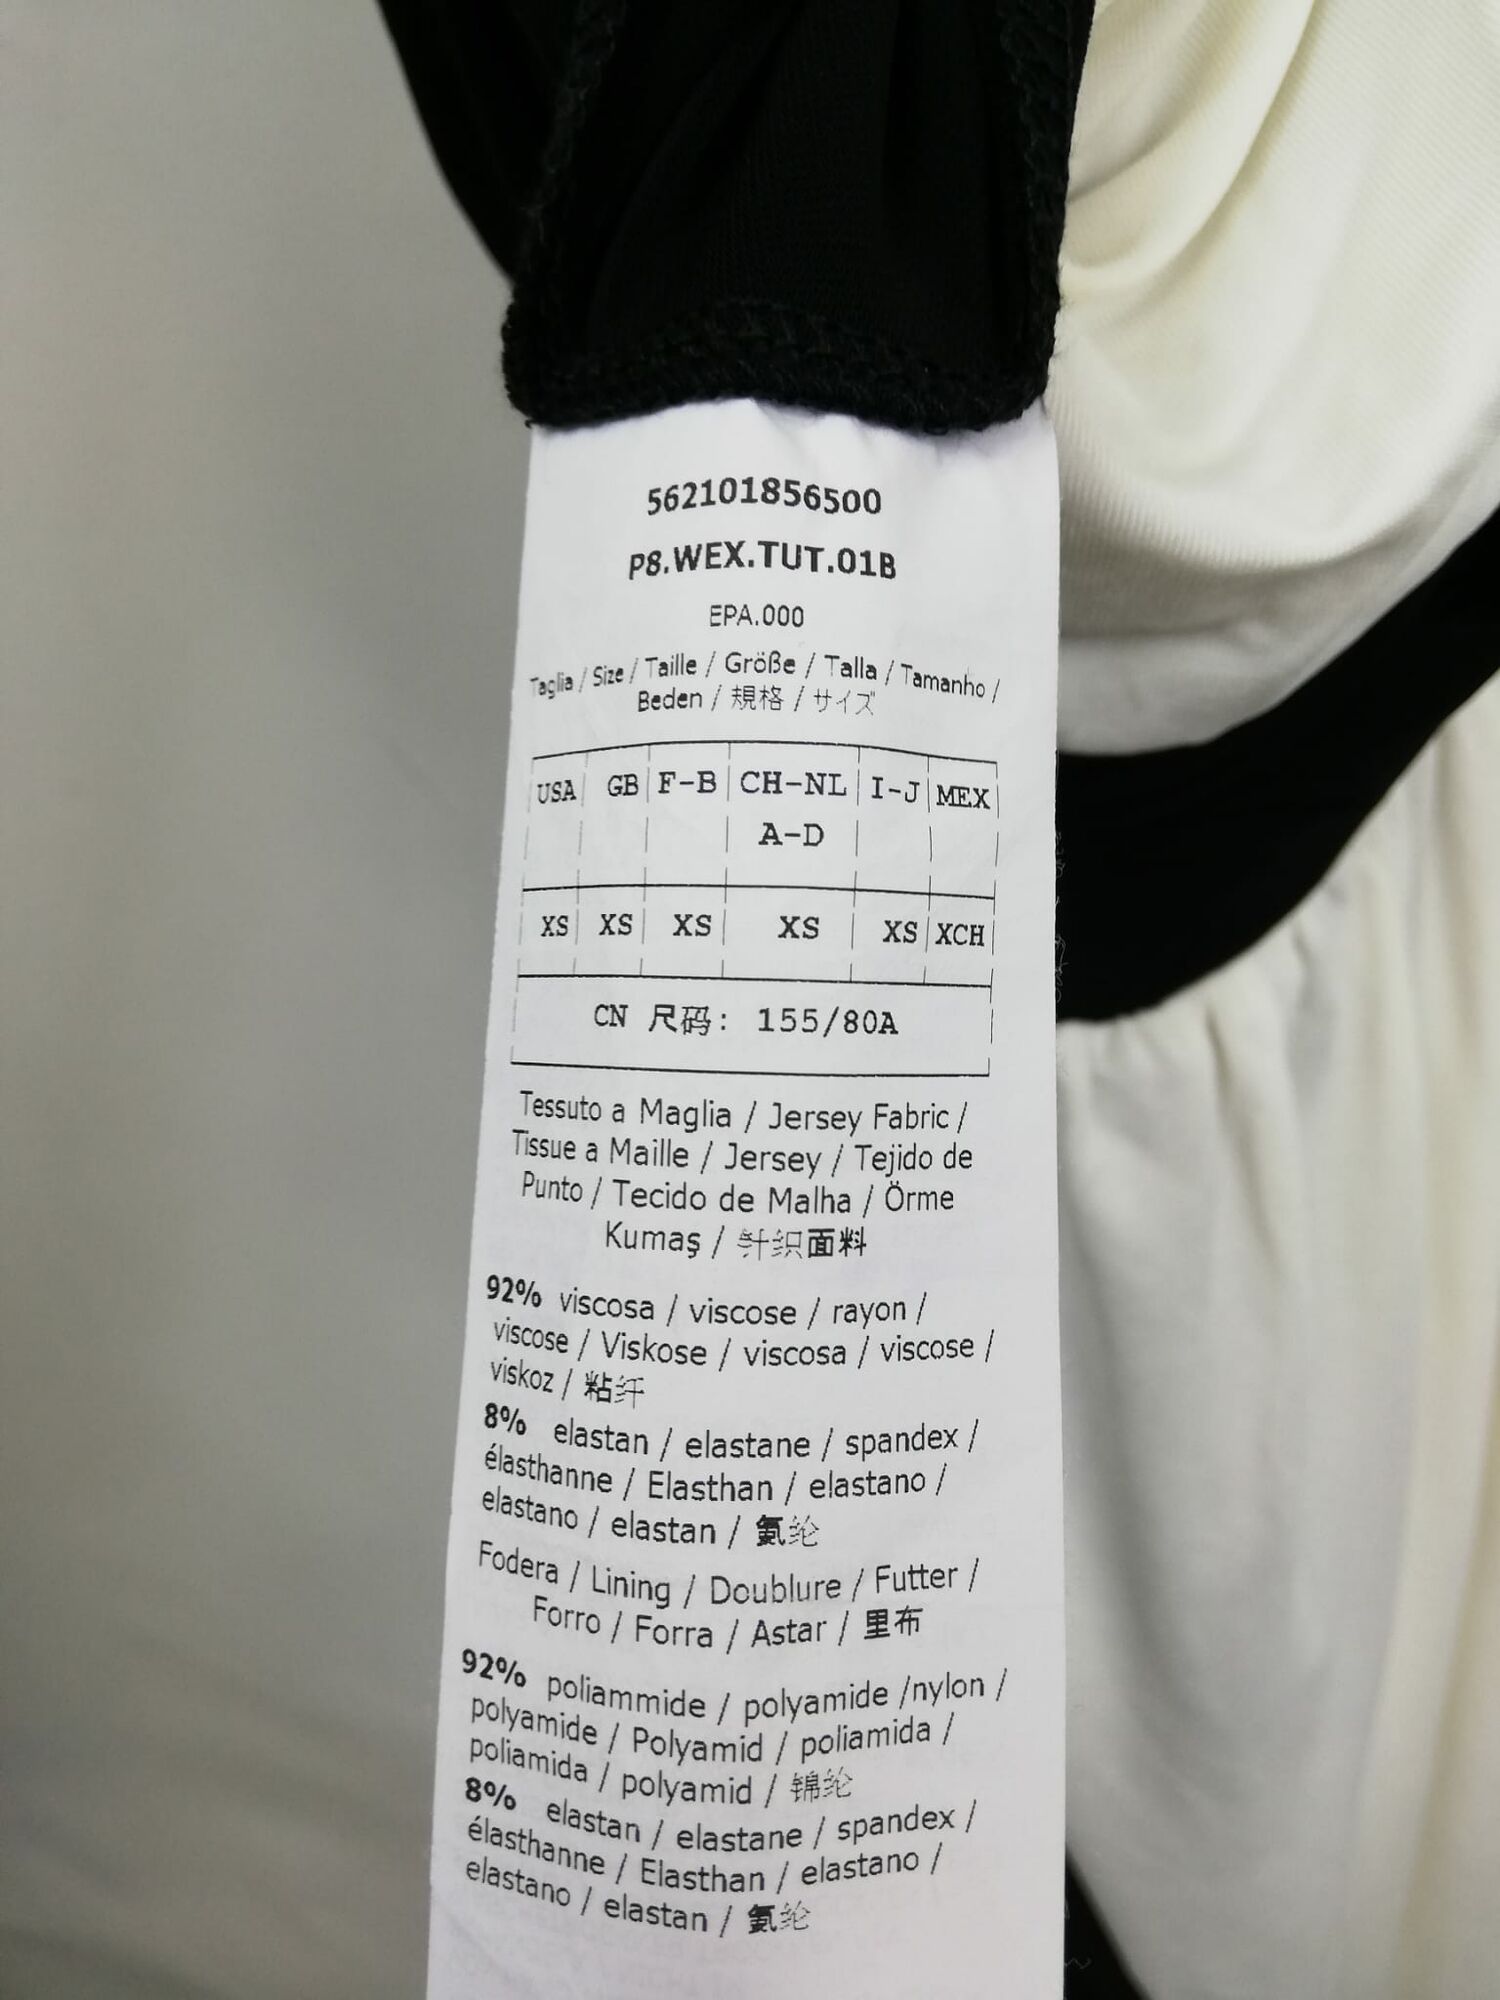 562101856500
P8.WEX.TUT.01B
EPA.000
Taglia / Size / Taille / Größe / Talla / Tamanho /
Beden / 規格 / サイズ
USA GB F-B CH-NL I-J MEX
A-D
XS XS XS XS XS XCH
CN 尺码: 155/80A
Tessuto a Maglia / Jersey Fabric /
Tissue a Maille / Jersey / Tejido de
Punto / Tecido de Malha / Örme
Kumaş / 针织面料
92% viscosa / viscose / rayon /
viscose / Viskose / viscosa / viscose /
viskoz / 粘纤
8% elastan / elastane / spandex /
élasthanne / Elasthan / elastano /
elastano / elastan / 氨纶
Fodera / Lining / Doublure / Futter /
Forro / Forra / Astar / 里布
92% poliammide / polyamide /nylon /
polyamide / Polyamid / poliamida /
poliamida / polyamid / 锦纶
8% elastan / elastane / spandex /
élasthanne / Elasthan / elastano /
elastano / elastan / 氨纶